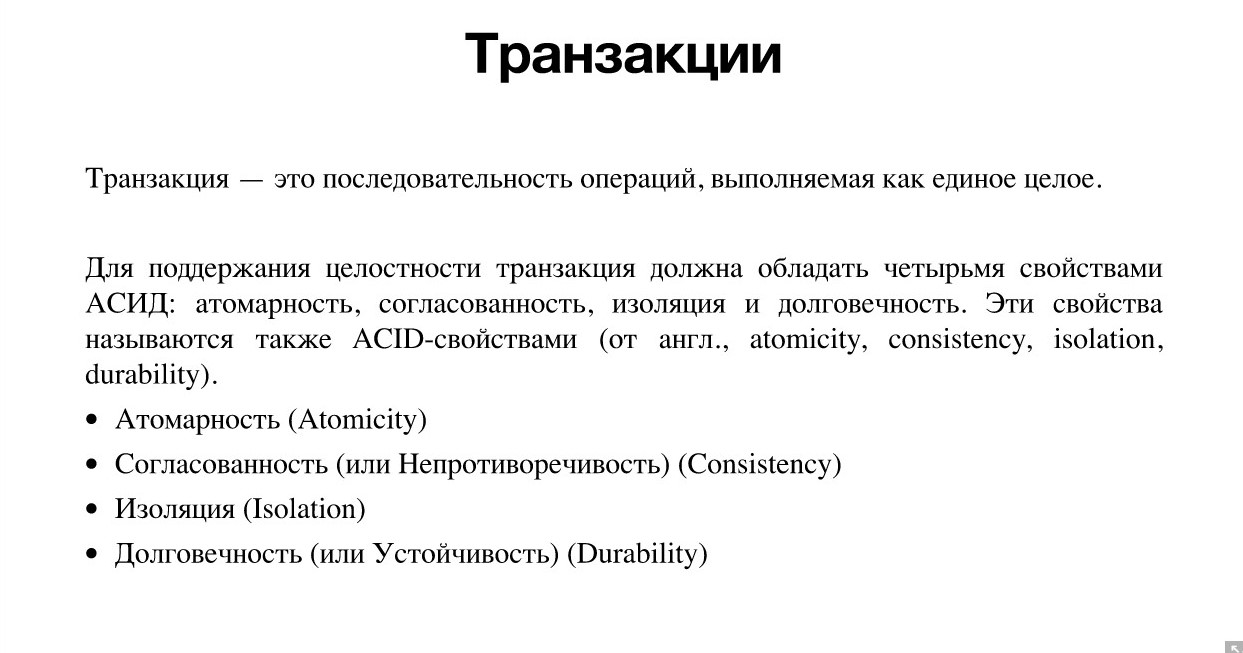 Транзакции
Транзакция — это последовательность операций, выполняемая как единое целое.
Для поддержания целостности транзакция должна обладать четырьмя свойствами
АСИД: атомарность, согласованность, изоляция и долговечность. Эти свойства
называются также ACID-свойствами (от англ., atomicity, consistency, isolation,
durability).
• Атомарность (Atomicity)
• Согласованность (или Непротиворечивость) (Consistency)
• Изоляция (Isolation)
• Долговечность (или Устойчивость) (Durability)